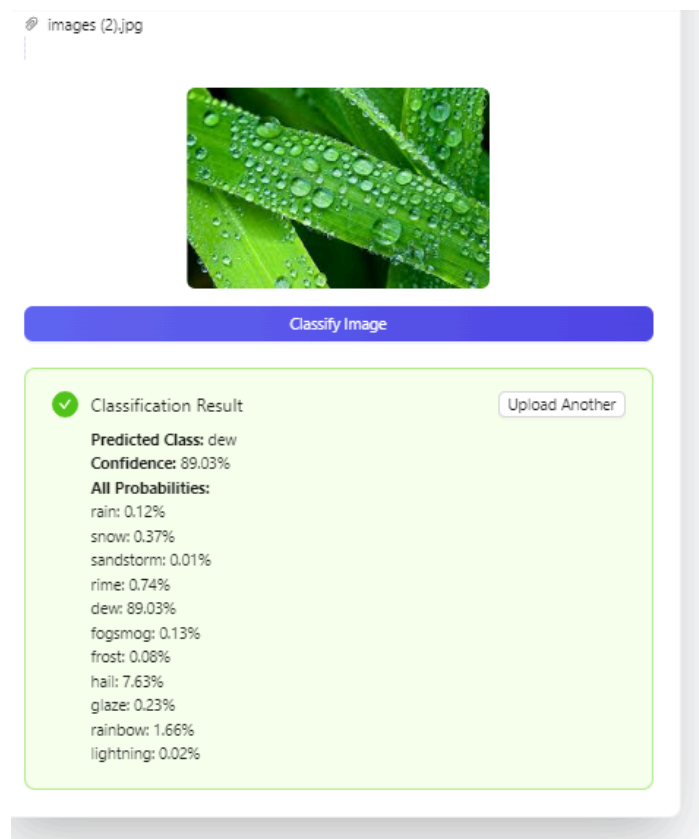 images (2).jpg
Classify Image
Classification Result
Upload Another
Predicted Class: dew
Confidence: 89.03%
All Probabilities:
rain: 0.12%
snow: 0.37%
sandstorm: 0.01%
rime: 0.74%
dew: 89.03%
fogsmog: 0.13%
frost: 0.08%
hail: 7.63%
glaze: 0.23%
rainbow: 1.66%
lightning: 0.02%